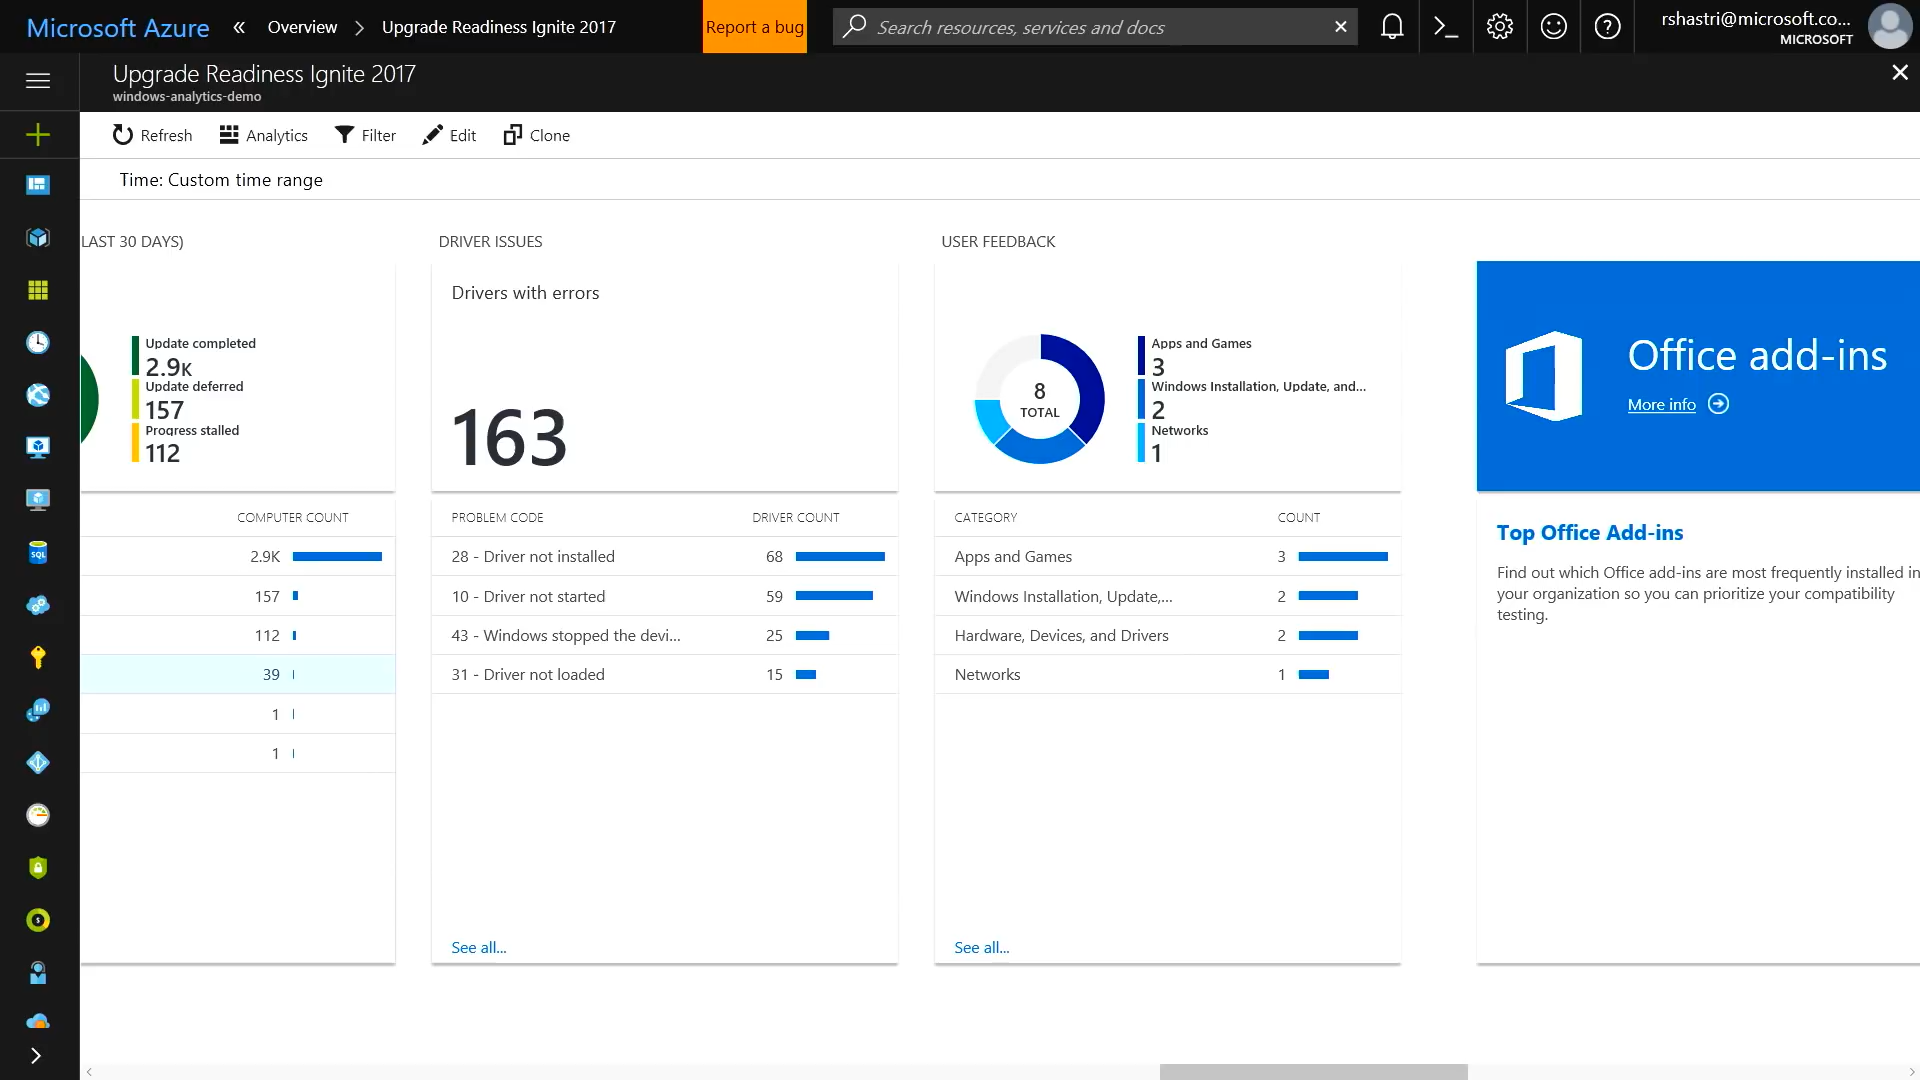 Microsoft Azure « Overview > Upgrade Readiness Ignite 2017
Report a bug
Search resources, services and docs
rshastri@microsoft.co...
MICROSOFT
Upgrade Readiness Ignite 2017
windows-analytics-demo
Refresh Analytics Filter Edit Clone
Time: Custom time range
LAST 30 DAYS)
Update completed
2.9K
Update deferred
157
Progress stalled
112
COMPUTER COUNT
2.9K
157
112
39
1
1
DRIVER ISSUES
Drivers with errors
163
PROBLEM CODE DRIVER COUNT
28 - Driver not installed 68
10 - Driver not started 59
43 - Windows stopped the devi... 25
31 - Driver not loaded 15
See all...
USER FEEDBACK
8
TOTAL
Apps and Games
3
Windows Installation, Update, and...
2
Networks
1
CATEGORY COUNT
Apps and Games 3
Windows Installation, Update,... 2
Hardware, Devices, and Drivers 2
Networks 1
See all...
Office add-ins
More info
Top Office Add-ins
Find out which Office add-ins are most frequently installed in
your organization so you can prioritize your compatibility
testing.
SQL